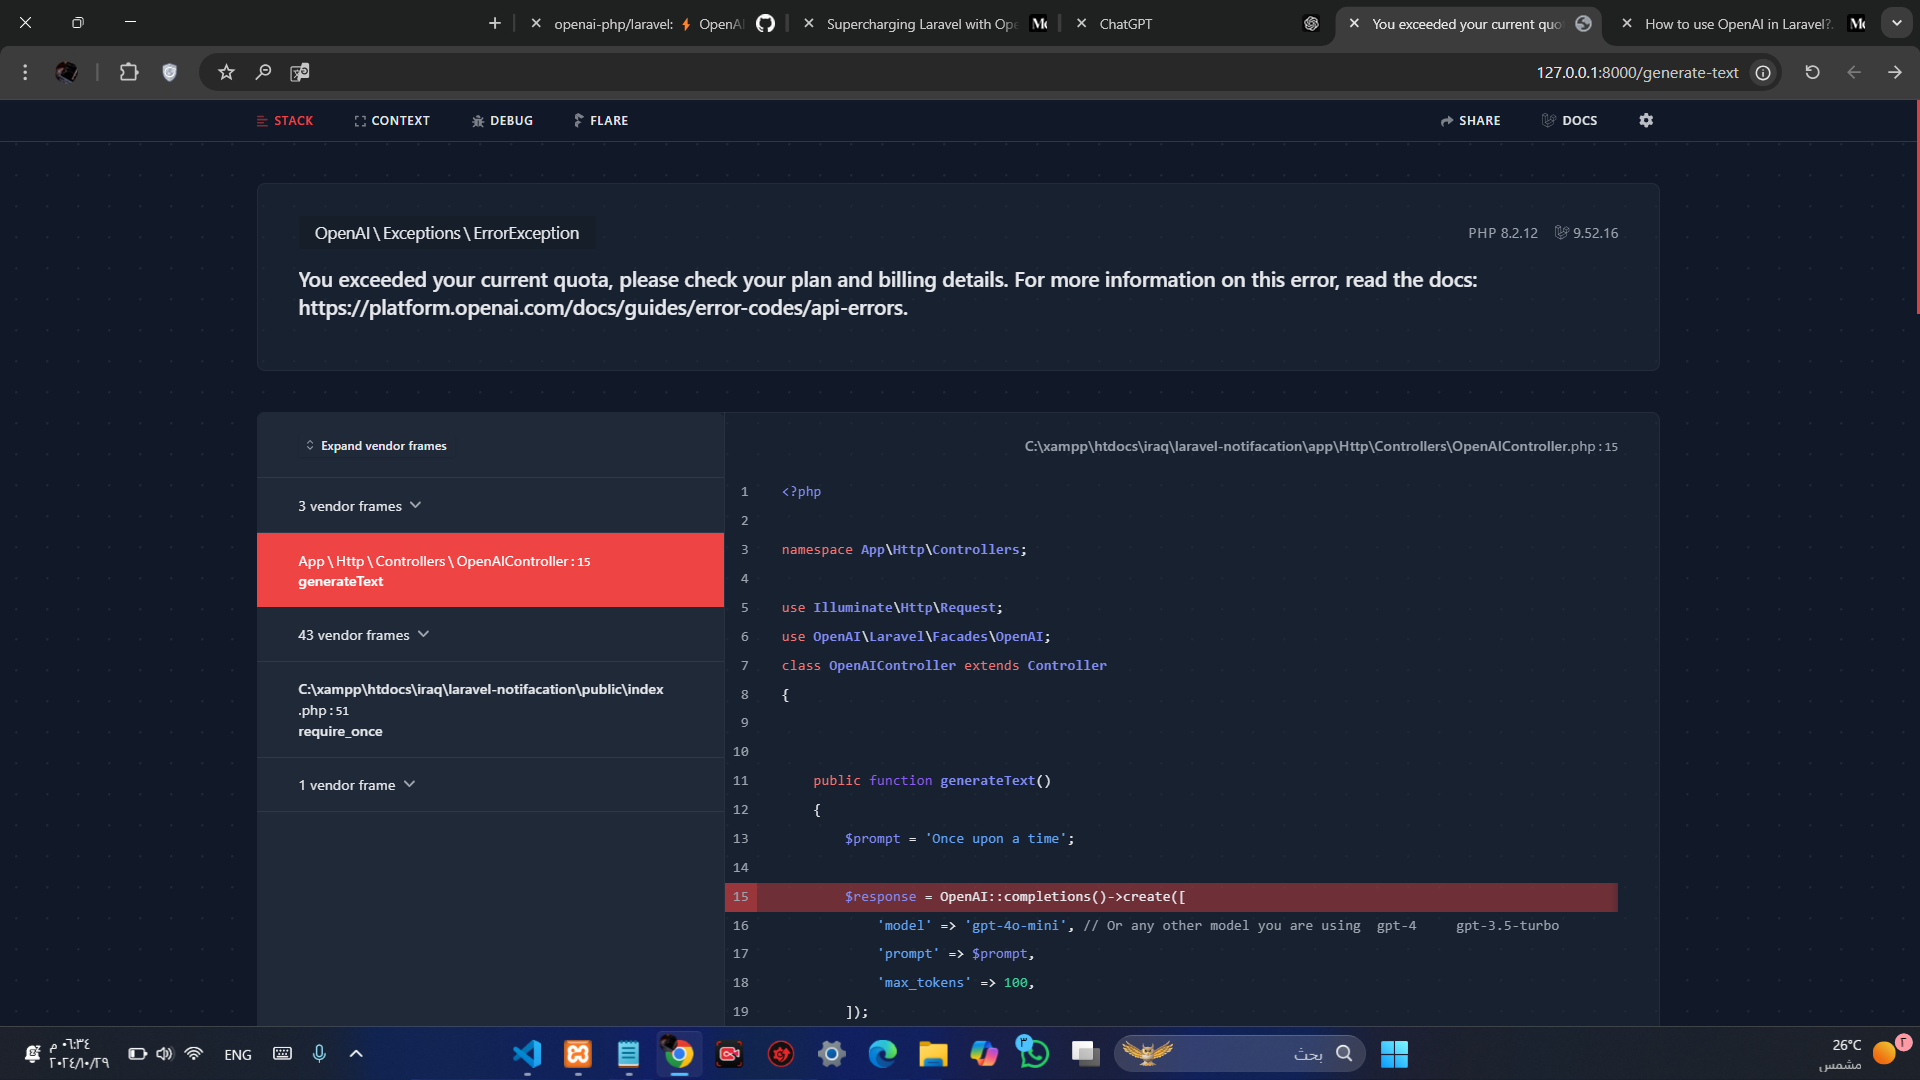 openai-php/laravel: ⚡ OpenAI
Supercharging Laravel with Ope
ChatGPT
You exceeded your current quo
How to use OpenAI in Laravel?.
127.0.0.1:8000/generate-text
STACK
CONTEXT
DEBUG
FLARE
SHARE
DOCS
OpenAI\Exceptions\ErrorException
PHP 8.2.12
9.52.16
You exceeded your current quota, please check your plan and billing details. For more information on this error, read the docs:
https://platform.openai.com/docs/guides/error-codes/api-errors.
Expand vendor frames
3 vendor frames
App\Http\Controllers\OpenAIController:15
generateText
43 vendor frames
C:\xampp\htdocs\iraq\laravel-notifacation\public\index
.php:51
require_once
1 vendor frame
C:\xampp\htdocs\iraq\laravel-notifacation\app\Http\Controllers\OpenAIController.php:15
1 <?php
2
3 namespace App\Http\Controllers;
4
5 use Illuminate\Http\Request;
6 use OpenAI\Laravel\Facades\OpenAI;
7 class OpenAIController extends Controller
8 {
9
10
11 public function generateText()
12 {
13 $prompt = 'Once upon a time';
14
15 $response = OpenAI::completions()->create([
16 'model' => 'gpt-4o-mini', // Or any other model you are using gpt-4 gpt-3.5-turbo
17 'prompt' => $prompt,
18 'max_tokens' => 100,
19 ]);
٠٦:٣٤ م
٢٠٢٤/١٠/٢٩
ENG
٣
بحث
26°C
مشمس
٢